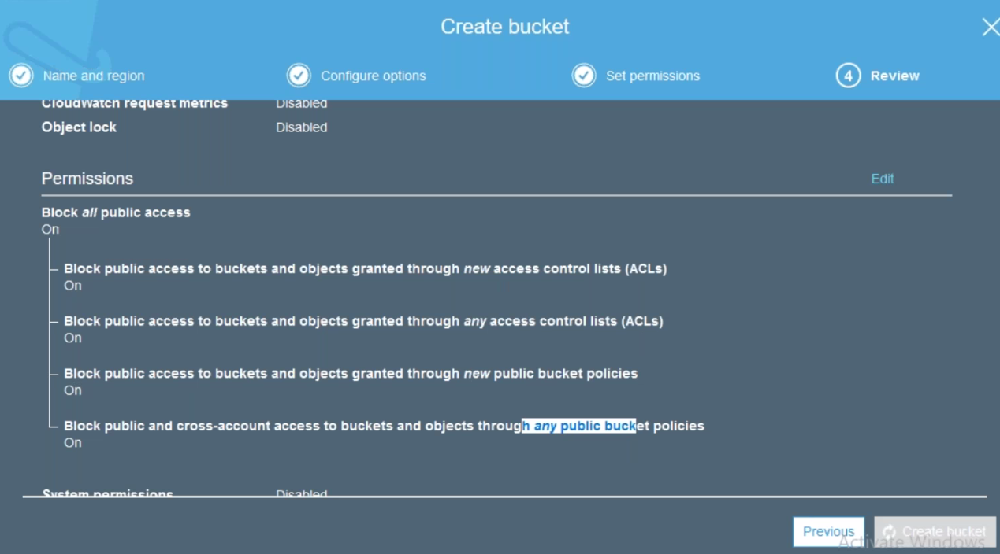 Create bucket
Name and region
Configure options
Set permissions
4 Review
CloudWatch request metrics Disabled
Object lock Disabled
Permissions Edit
Block all public access
On
Block public access to buckets and objects granted through new access control lists (ACLs)
On
Block public access to buckets and objects granted through any access control lists (ACLs)
On
Block public access to buckets and objects granted through new public bucket policies
On
Block public and cross-account access to buckets and objects through any public bucket policies
On
System permissions Disabled
Previous Create bucket
Activate Windows